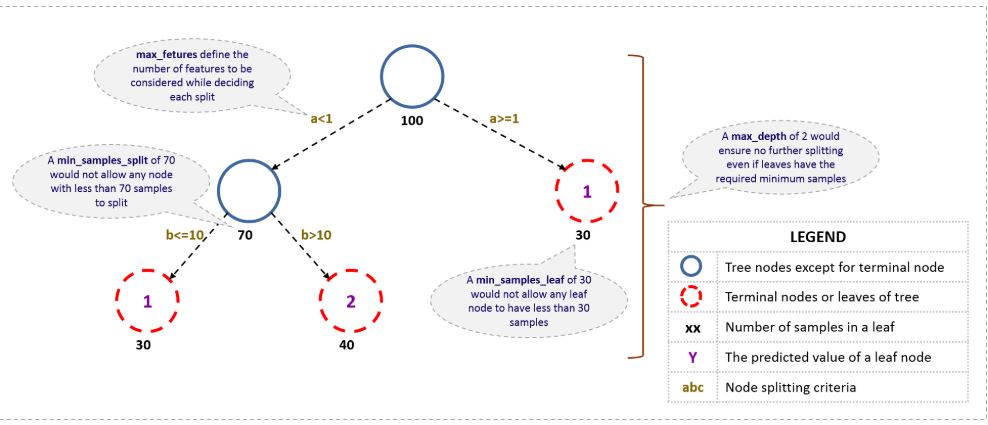 max_fetures define the
number of features to be
considered while deciding
each split
a<1
a>=1
100
A max_depth of 2 would
ensure no further splitting
even if leaves have the
required minimum samples
A min_samples_split of 70
would not allow any node
with less than 70 samples
to split
1
b<=10
70
b>10
30
A min_samples_leaf of 30
would not allow any leaf
node to have less than 30
samples
1
2
30
40
LEGEND
Tree nodes except for terminal node
Terminal nodes or leaves of tree
xx Number of samples in a leaf
Y The predicted value of a leaf node
abc Node splitting criteria